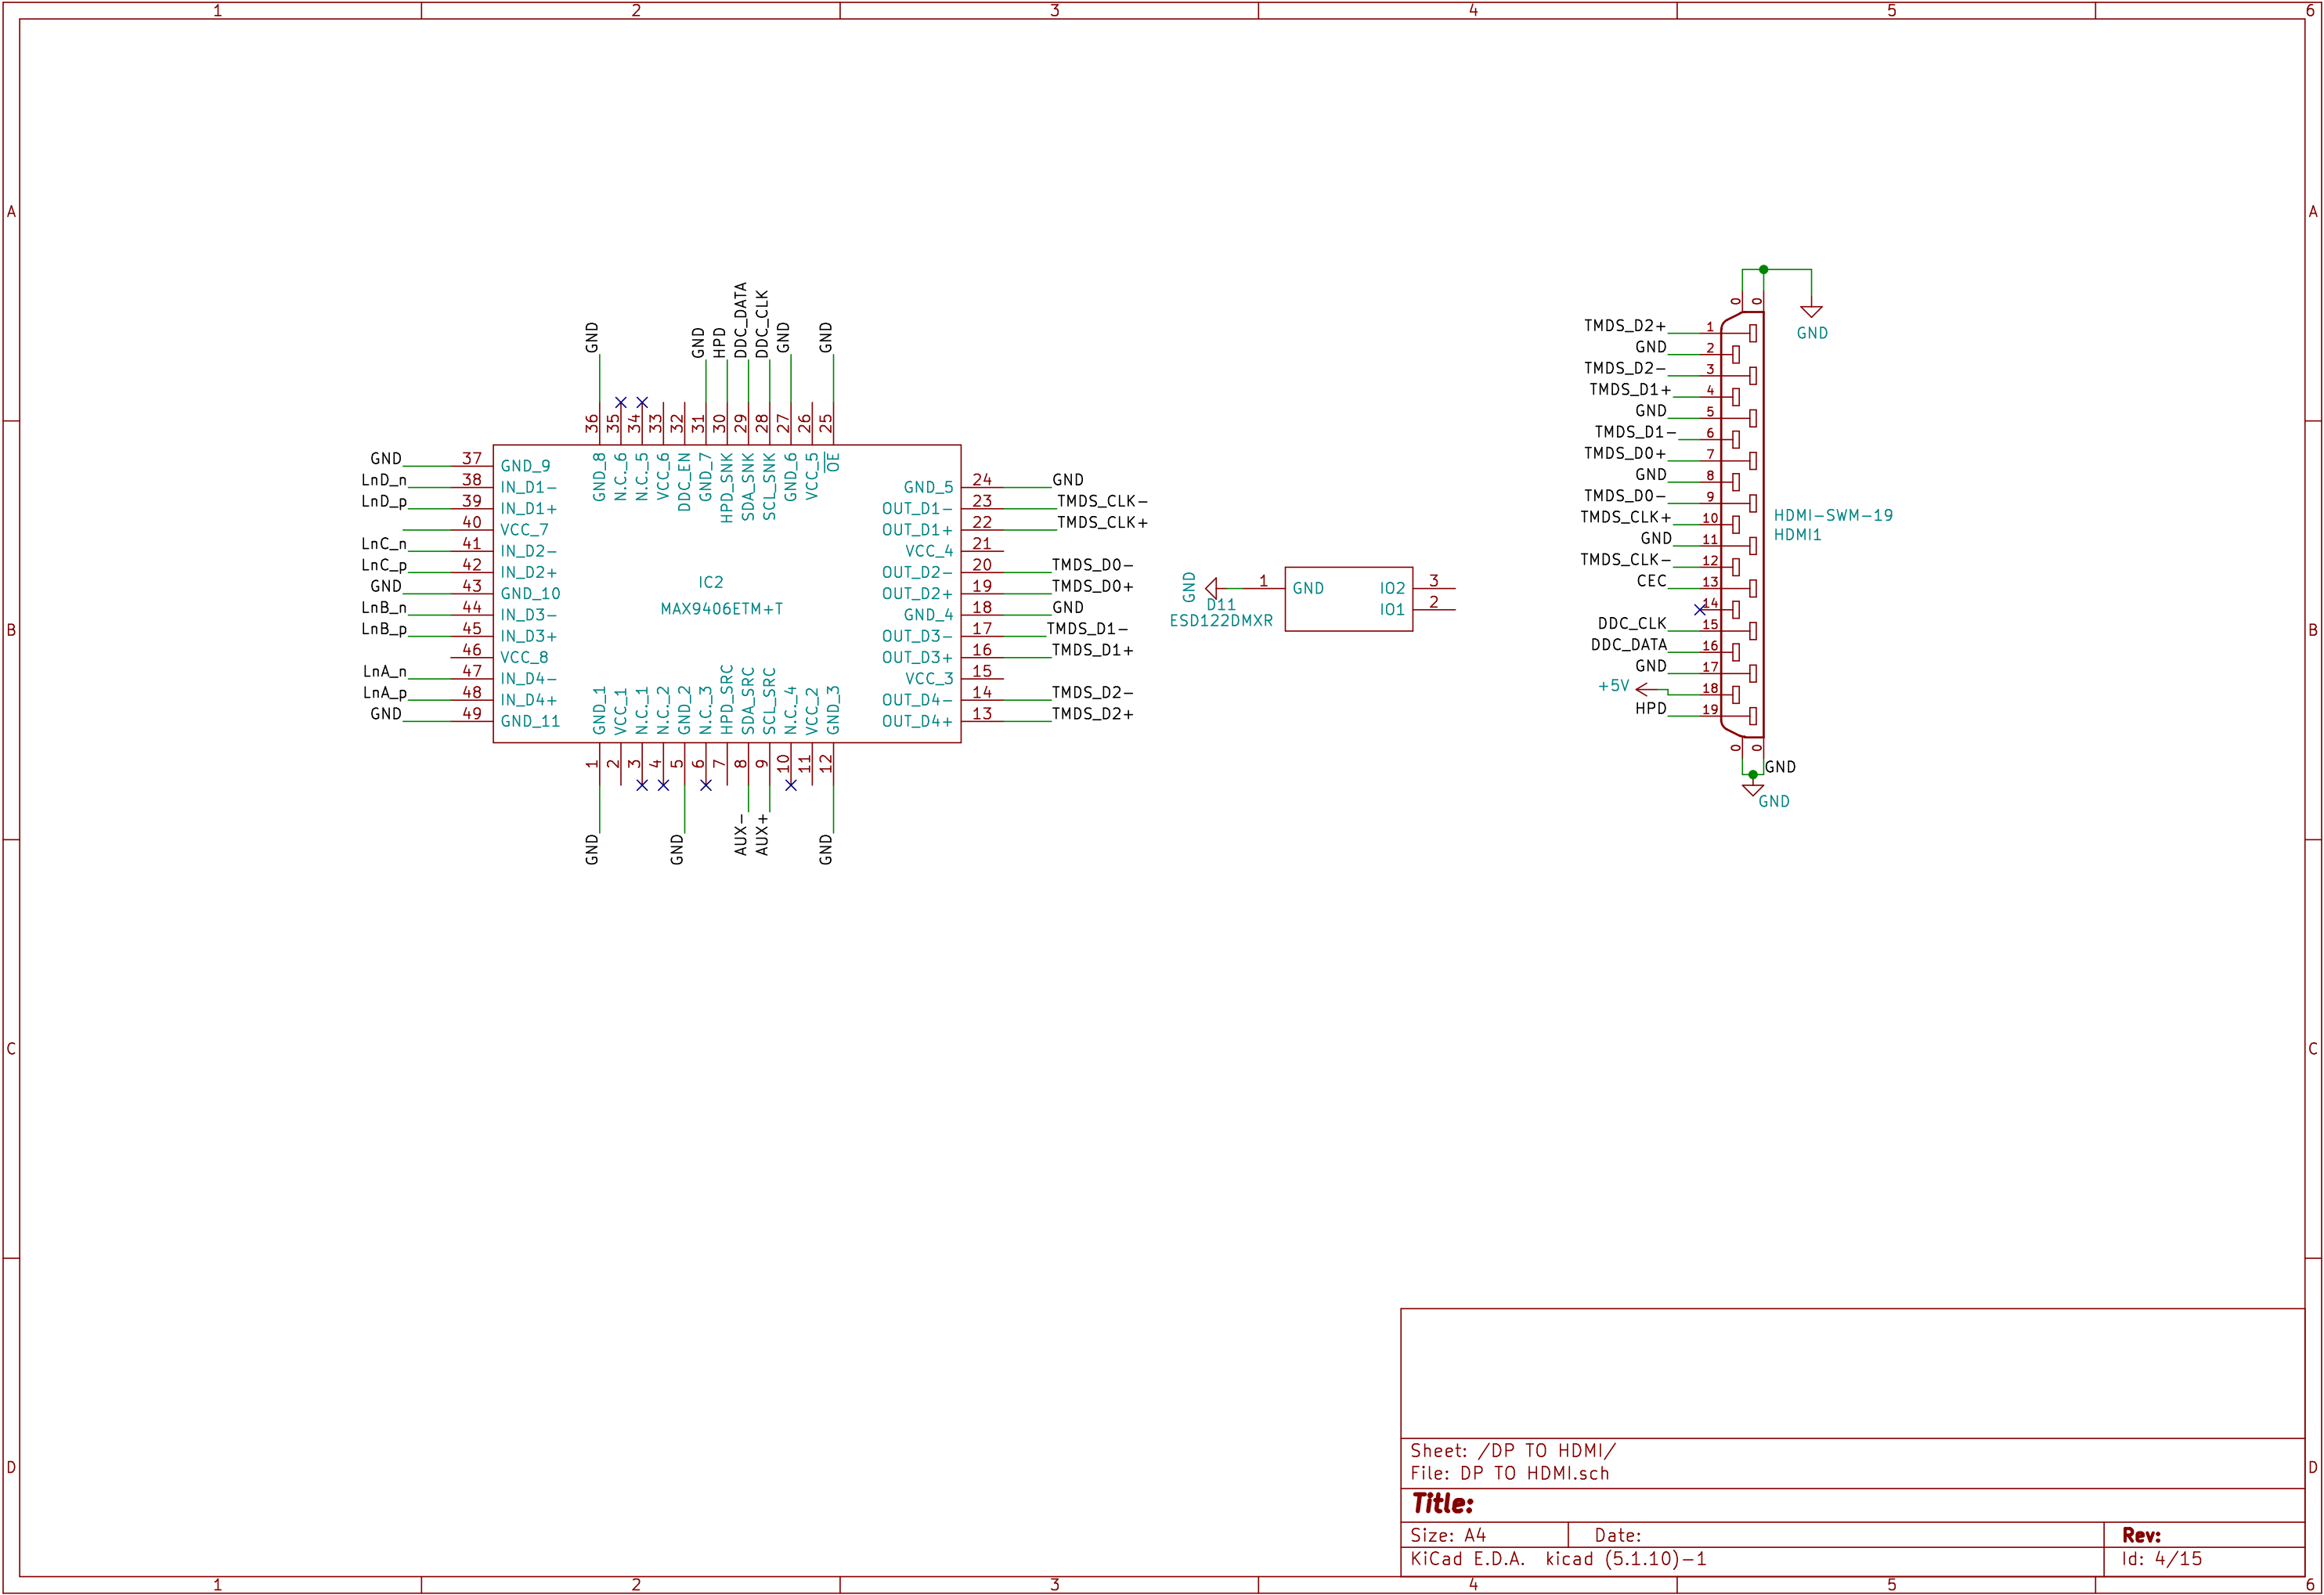 1 2 3 4 5 6
A A
B B
C C
D D
1 2 3 4 5 6
GND
GND
HPD
DDC_DATA
DDC_CLK
GND
GND
36 35 34 33 32 31 30 29 28 27 26 25
GND_8 N.C._6 N.C._5 VCC_6 DDC_EN GND_7 HPD_SNK SDA_SNK SCL_SNK GND_6 VCC_5 OE
GND 37 GND_9
LnD_n 38 IN_D1-
LnD_p 39 IN_D1+
40 VCC_7
LnC_n 41 IN_D2-
LnC_p 42 IN_D2+
GND 43 GND_10
LnB_n 44 IN_D3-
LnB_p 45 IN_D3+
46 VCC_8
LnA_n 47 IN_D4-
LnA_p 48 IN_D4+
GND 49 GND_11
IC2
MAX9406ETM+T
GND_5 24 GND
OUT_D1- 23 TMDS_CLK-
OUT_D1+ 22 TMDS_CLK+
VCC_4 21
OUT_D2- 20 TMDS_D0-
OUT_D2+ 19 TMDS_D0+
GND_4 18 GND
OUT_D3- 17 TMDS_D1-
OUT_D3+ 16 TMDS_D1+
VCC_3 15
OUT_D4- 14 TMDS_D2-
OUT_D4+ 13 TMDS_D2+
GND_1 VCC_1 N.C._1 N.C._2 GND_2 N.C._3 HPD_SRC SDA_SRC SCL_SRC N.C._4 VCC_2 GND_3
1 2 3 4 5 6 7 8 9 10 11 12
GND
GND
AUX-
AUX+
GND
GND
D11
ESD122DMXR
1 GND
IO2 3
IO1 2
0 0
GND
TMDS_D2+ 1
GND 2
TMDS_D2- 3
TMDS_D1+ 4
GND 5
TMDS_D1- 6
TMDS_D0+ 7
GND 8
TMDS_D0- 9
TMDS_CLK+ 10
GND 11
TMDS_CLK- 12
CEC 13
14
DDC_CLK 15
DDC_DATA 16
GND 17
+5V 18
HPD 19
HDMI-SWM-19
HDMI1
0 0
GND
GND
Sheet: /DP TO HDMI/
File: DP TO HDMI.sch
Title:
Size: A4 Date: Rev:
KiCad E.D.A. kicad (5.1.10)-1 Id: 4/15